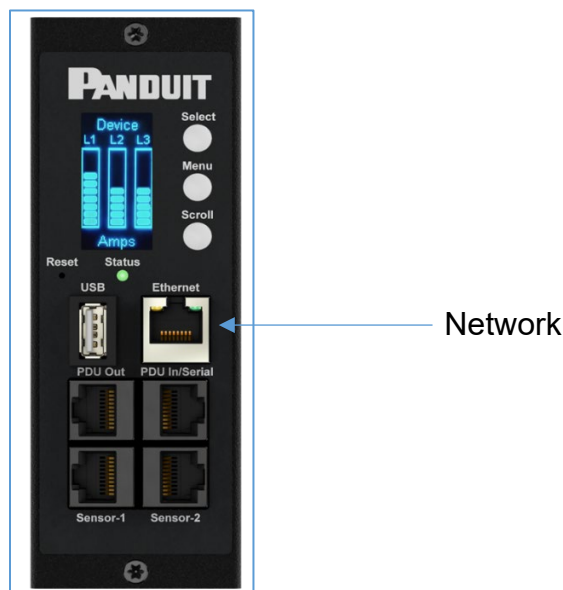 PANDUIT
Device
L1 L2 L3
Amps
Select
Menu
Scroll
Reset Status
USB Ethernet
Network
PDU Out PDU In/Serial
Sensor-1 Sensor-2